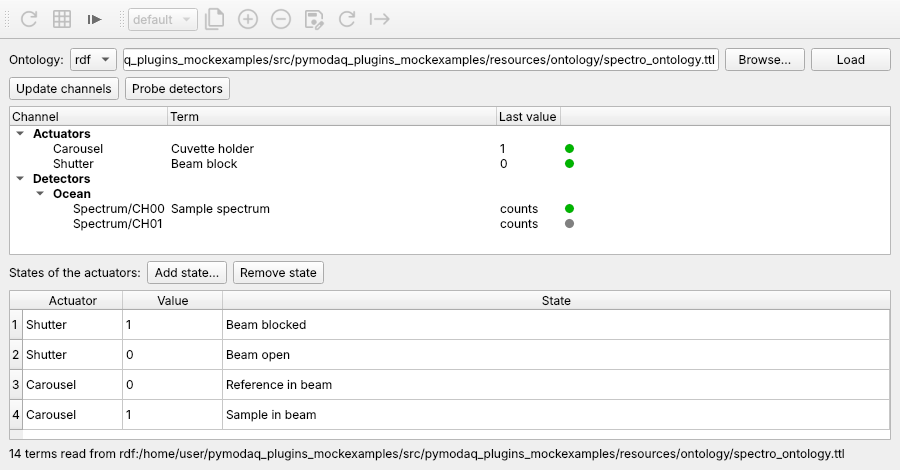 default
Ontology: rdf q_plugins_mockexamples/src/pymodaq_plugins_mockexamples/resources/ontology/spectro_ontology.ttl Browse... Load
Update channels Probe detectors
Channel Term Last value
Actuators
Carousel Cuvette holder 1
Shutter Beam block 0
Detectors
Ocean
Spectrum/CH00 Sample spectrum counts
Spectrum/CH01 counts
States of the actuators: Add state... Remove state
Actuator Value State
1 Shutter 1 Beam blocked
2 Shutter 0 Beam open
3 Carousel 0 Reference in beam
4 Carousel 1 Sample in beam
14 terms read from rdf:/home/user/pymodaq_plugins_mockexamples/src/pymodaq_plugins_mockexamples/resources/ontology/spectro_ontology.ttl